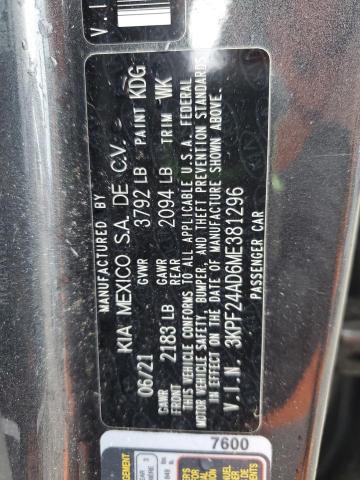 V.I
MANUFACTURED BY
KIA MEXICO S.A. DE C.V.
06/21 GVWR 3792 LB PAINT KDG
GAWR FRONT 2183 LB GAWR REAR 2094 LB TRIM WK
THIS VEHICLE CONFORMS TO ALL APPLICABLE U.S.A. FEDERAL
MOTOR VEHICLE SAFETY, BUMPER, AND THEFT PREVENTION STANDARDS
IN EFFECT ON THE DATE OF MANUFACTURE SHOWN ABOVE.
V.I.N. 3KPF24AD6ME381296
PASSENGER CAR
7600